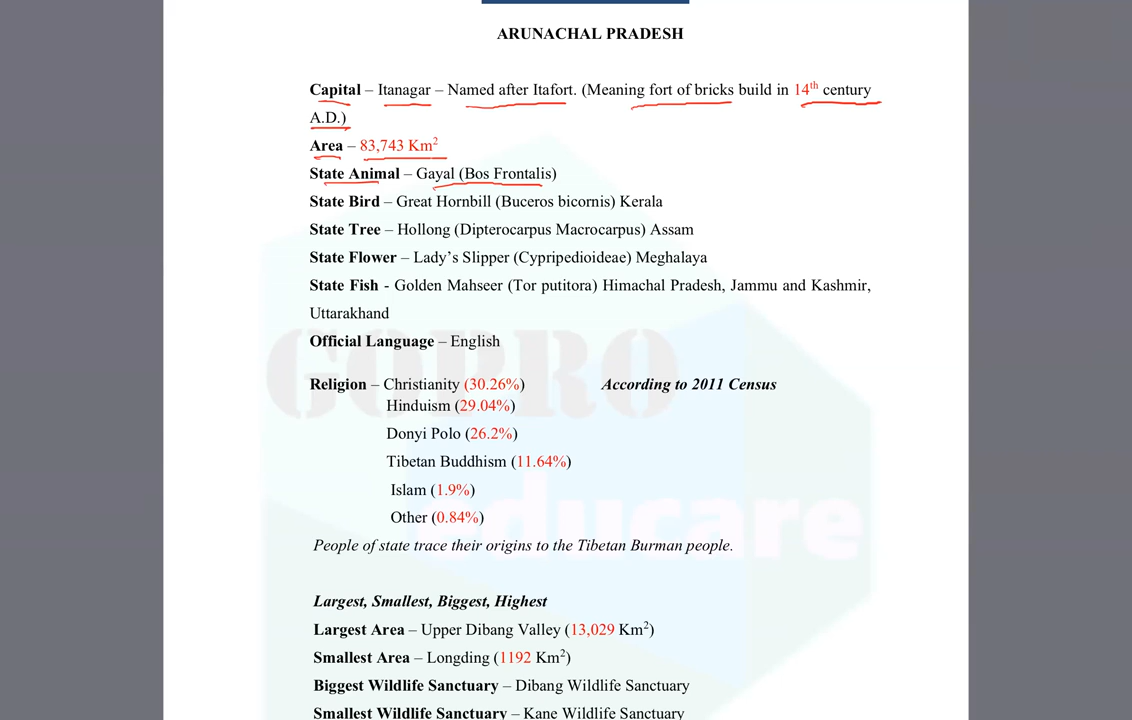 ARUNACHAL PRADESH
Capital – Itanagar – Named after Itafort. (Meaning fort of bricks build in 14th century
A.D.)
Area – 83,743 Km²
State Animal – Gayal (Bos Frontalis)
State Bird – Great Hornbill (Buceros bicornis) Kerala
State Tree – Hollong (Dipterocarpus Macrocarpus) Assam
State Flower – Lady’s Slipper (Cypripedioideae) Meghalaya
State Fish - Golden Mahseer (Tor putitora) Himachal Pradesh, Jammu and Kashmir,
Uttarakhand
Official Language – English
GOPRO
Religion – Christianity (30.26%) According to 2011 Census
Hinduism (29.04%)
Donyi Polo (26.2%)
Tibetan Buddhism (11.64%)
Islam (1.9%)
Other (0.84%)
educare
People of state trace their origins to the Tibetan Burman people.
Largest, Smallest, Biggest, Highest
Largest Area – Upper Dibang Valley (13,029 Km²)
Smallest Area – Longding (1192 Km²)
Biggest Wildlife Sanctuary – Dibang Wildlife Sanctuary
Smallest Wildlife Sanctuary – Kane Wildlife Sanctuary